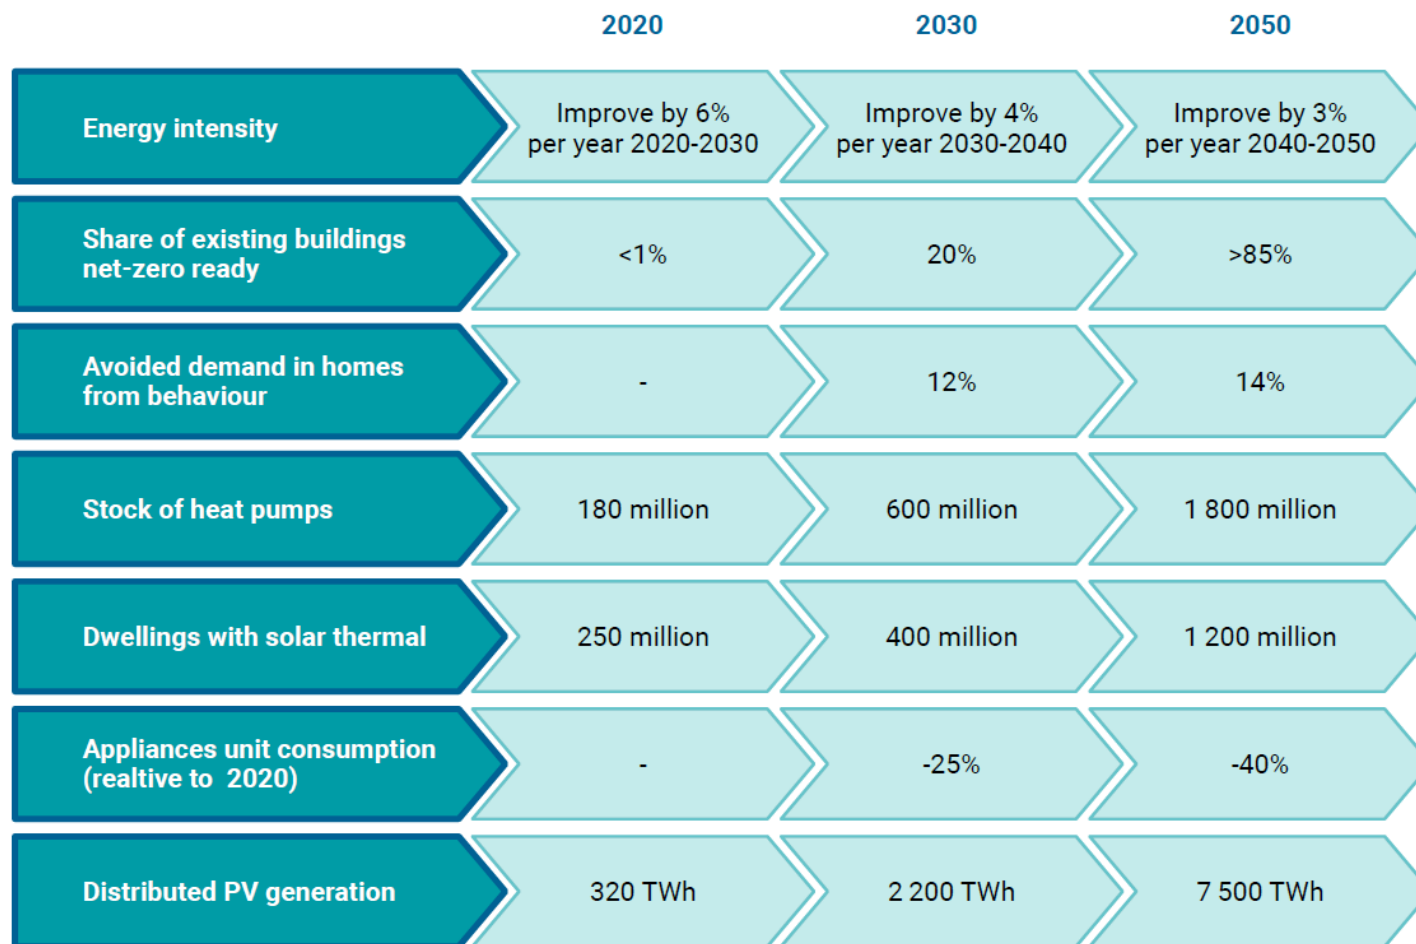 2020 2030 2050
Energy intensity
Improve by 6%
per year 2020-2030
Improve by 4%
per year 2030-2040
Improve by 3%
per year 2040-2050
Share of existing buildings
net-zero ready
<1%
20%
>85%
Avoided demand in homes
from behaviour
-
12%
14%
Stock of heat pumps
180 million
600 million
1 800 million
Dwellings with solar thermal
250 million
400 million
1 200 million
Appliances unit consumption
(realtive to 2020)
-
-25%
-40%
Distributed PV generation
320 TWh
2 200 TWh
7 500 TWh